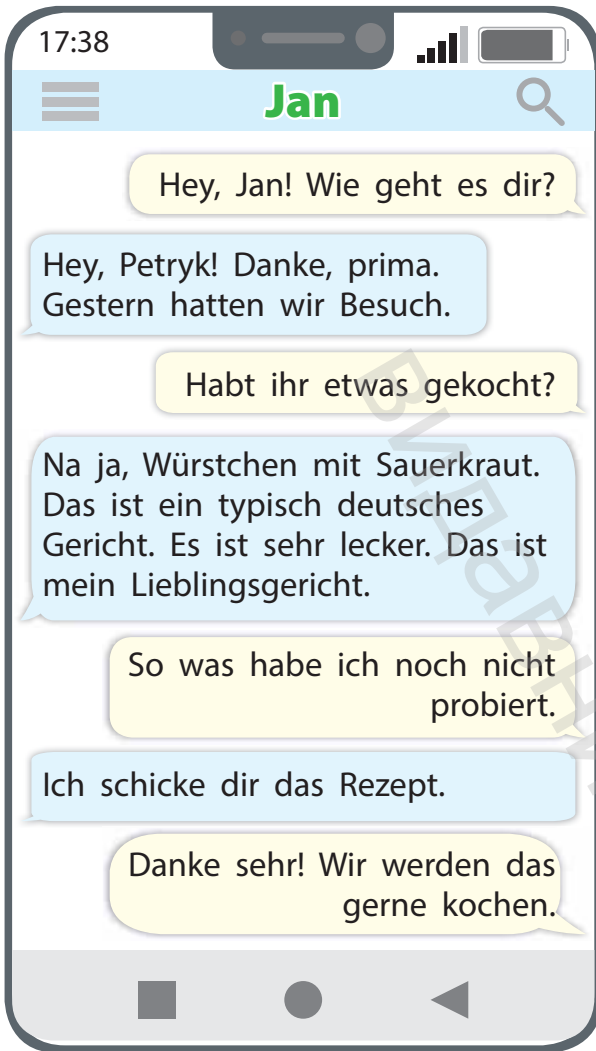 17:38
Jan
Hey, Jan! Wie geht es dir?
Hey, Petryk! Danke, prima.
Gestern hatten wir Besuch.
Habt ihr etwas gekocht?
Na ja, Würstchen mit Sauerkraut.
Das ist ein typisch deutsches
Gericht. Es ist sehr lecker. Das ist
mein Lieblingsgericht.
So was habe ich noch nicht
probiert.
Ich schicke dir das Rezept.
Danke sehr! Wir werden das
gerne kochen.